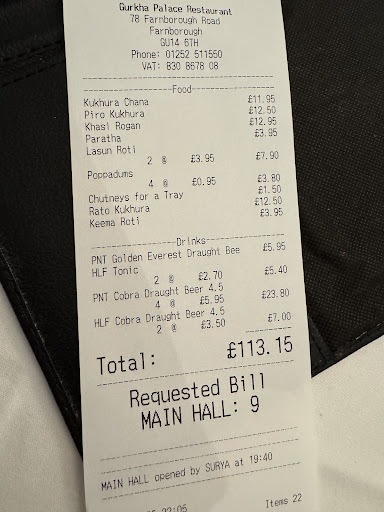 Gurkha Palace Restaurant
78 Farnborough Road
Farnborough
GU14 6TH
Phone: 01252 511550
VAT: 830 8678 08
Food
Kukhura Chana £11.95
Piro Kukhura £12.50
Khasi Rogan £12.95
Paratha £3.95
Lasun Roti
2 @ £3.95 £7.90
Poppadums
4 @ £0.95 £3.80
Chutneys for a Tray £1.50
Rato Kukhura £12.50
Keema Roti £3.95
Drinks
PNT Golden Everest Draught Bee £5.95
HLF Tonic
2 @ £2.70 £5.40
PNT Cobra Draught Beer 4.5
4 @ £5.95 £23.80
HLF Cobra Draught Beer 4.5
2 @ £3.50 £7.00
Total: £113.15
Requested Bill
MAIN HALL: 9
MAIN HALL opened by SURYA at 19:40
22:06 Items 22